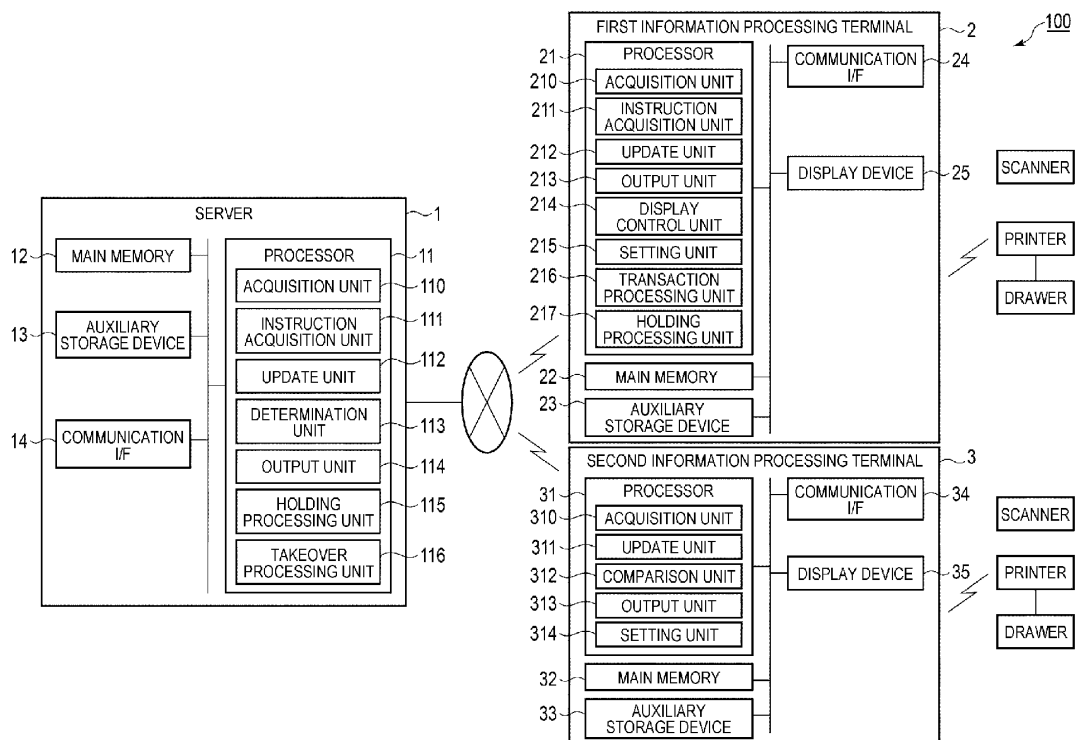 100
SERVER
1
12
MAIN MEMORY
13
AUXILIARY
STORAGE DEVICE
14
COMMUNICATION
I/F
PROCESSOR
11
ACQUISITION UNIT
110
INSTRUCTION
ACQUISITION UNIT
111
UPDATE UNIT
112
DETERMINATION
UNIT
113
OUTPUT UNIT
114
HOLDING
PROCESSING UNIT
115
TAKEOVER
PROCESSING UNIT
116
FIRST INFORMATION PROCESSING TERMINAL
2
21
PROCESSOR
210
ACQUISITION UNIT
211
INSTRUCTION
ACQUISITION UNIT
212
UPDATE UNIT
213
OUTPUT UNIT
214
DISPLAY
CONTROL UNIT
215
SETTING UNIT
216
TRANSACTION
PROCESSING UNIT
217
HOLDING
PROCESSING UNIT
22
MAIN MEMORY
23
AUXILIARY
STORAGE DEVICE
COMMUNICATION
I/F
24
DISPLAY DEVICE
25
SCANNER
PRINTER
DRAWER
SECOND INFORMATION PROCESSING TERMINAL
3
31
PROCESSOR
310
ACQUISITION UNIT
311
UPDATE UNIT
312
COMPARISON UNIT
313
OUTPUT UNIT
314
SETTING UNIT
32
MAIN MEMORY
33
AUXILIARY
STORAGE DEVICE
COMMUNICATION
I/F
34
DISPLAY DEVICE
35
SCANNER
PRINTER
DRAWER